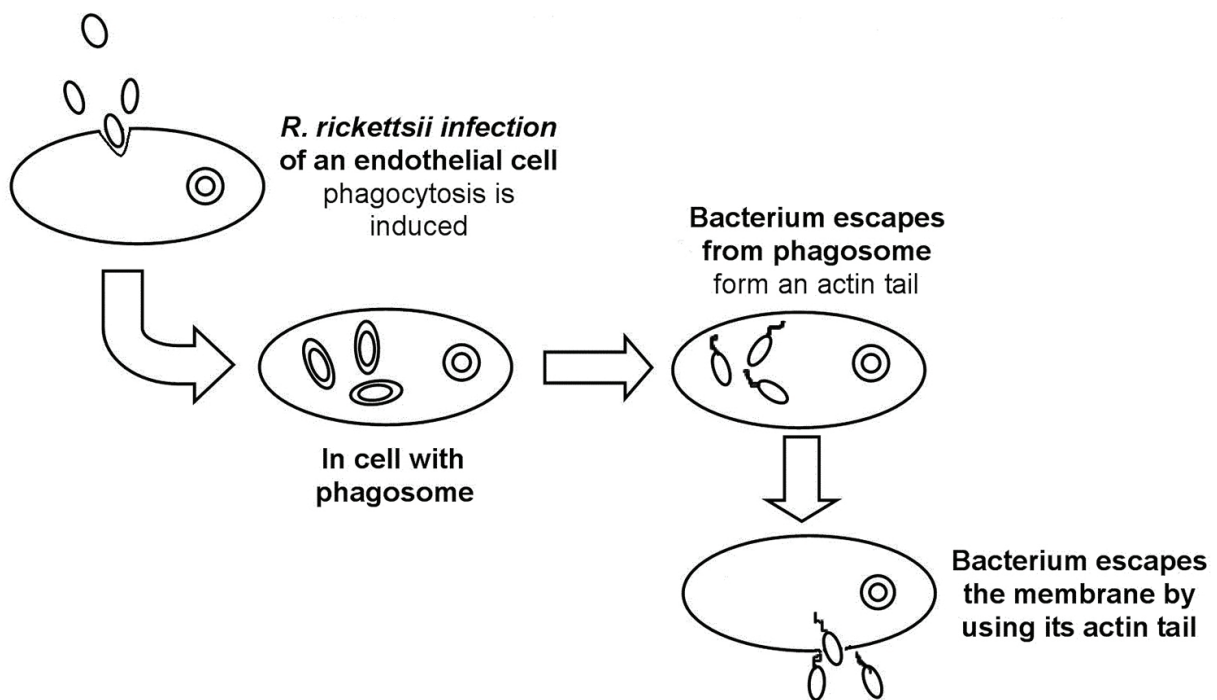 R. rickettsii infection
of an endothelial cell
phagocytosis is
induced
In cell with
phagosome
Bacterium escapes
from phagosome
form an actin tail
Bacterium escapes
the membrane by
using its actin tail